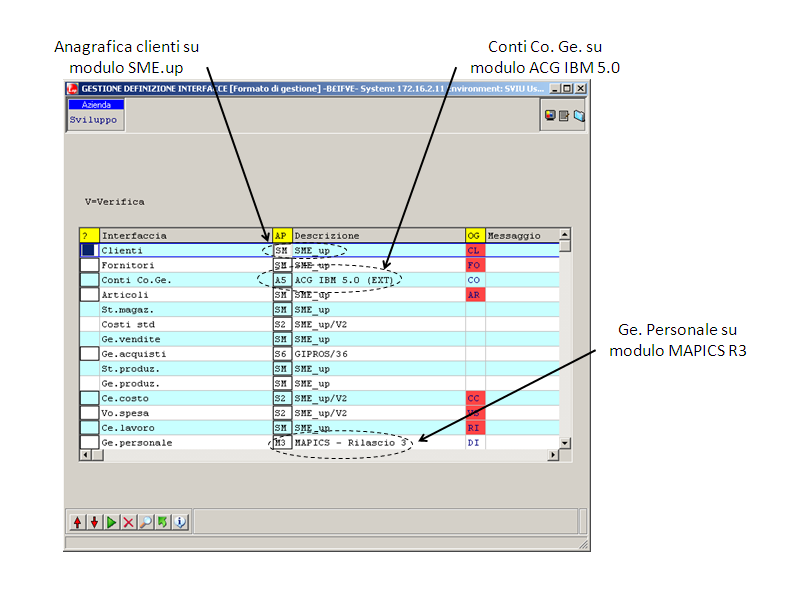 Anagrafica clienti su
modulo SME.up
Conti Co. Ge. su
modulo ACG IBM 5.0
GESTIONE DEFINIZIONE INTERFACCE [Formato di gestione] -B£IFVE- System: 172.16.2.11 Environment: SVIU Us...
Azienda
Sviluppo
V=Verifica
? Interfaccia AP Descrizione OG Messaggio
Clienti SM SME_up CL
Fornitori SM SME_up FO
Conti Co.Ge. A5 ACG IBM 5.0 (EXT) CO
Articoli SM SME_up AR
St.magaz. SM SME_up
Costi std S2 SME_up/V2
Ge.vendite SM SME_up
Ge.acquisti S6 GIPROS/36
St.produz. SM SME_up
Ge.produz. SM SME_up
Ce.costo S2 SME_up/V2 CC
Vo.spesa S2 SME_up/V2
Ce.lavoro SM SME_up RI
Ge.personale M3 MAPICS - Rilascio 3 DI
Ge. Personale su
modulo MAPICS R3